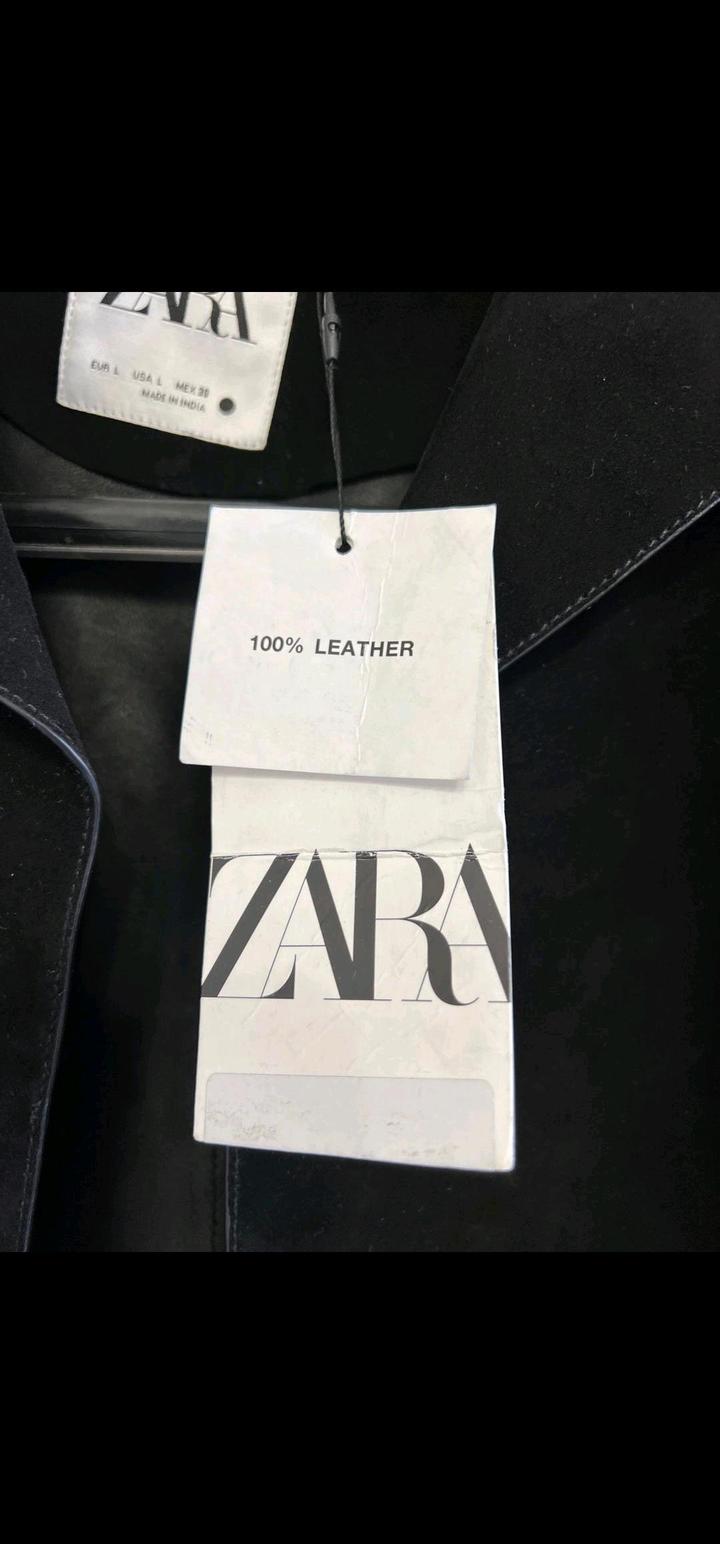 ZARA
EUR L USA L MEX 30
MADE IN INDIA
100% LEATHER
ZARA